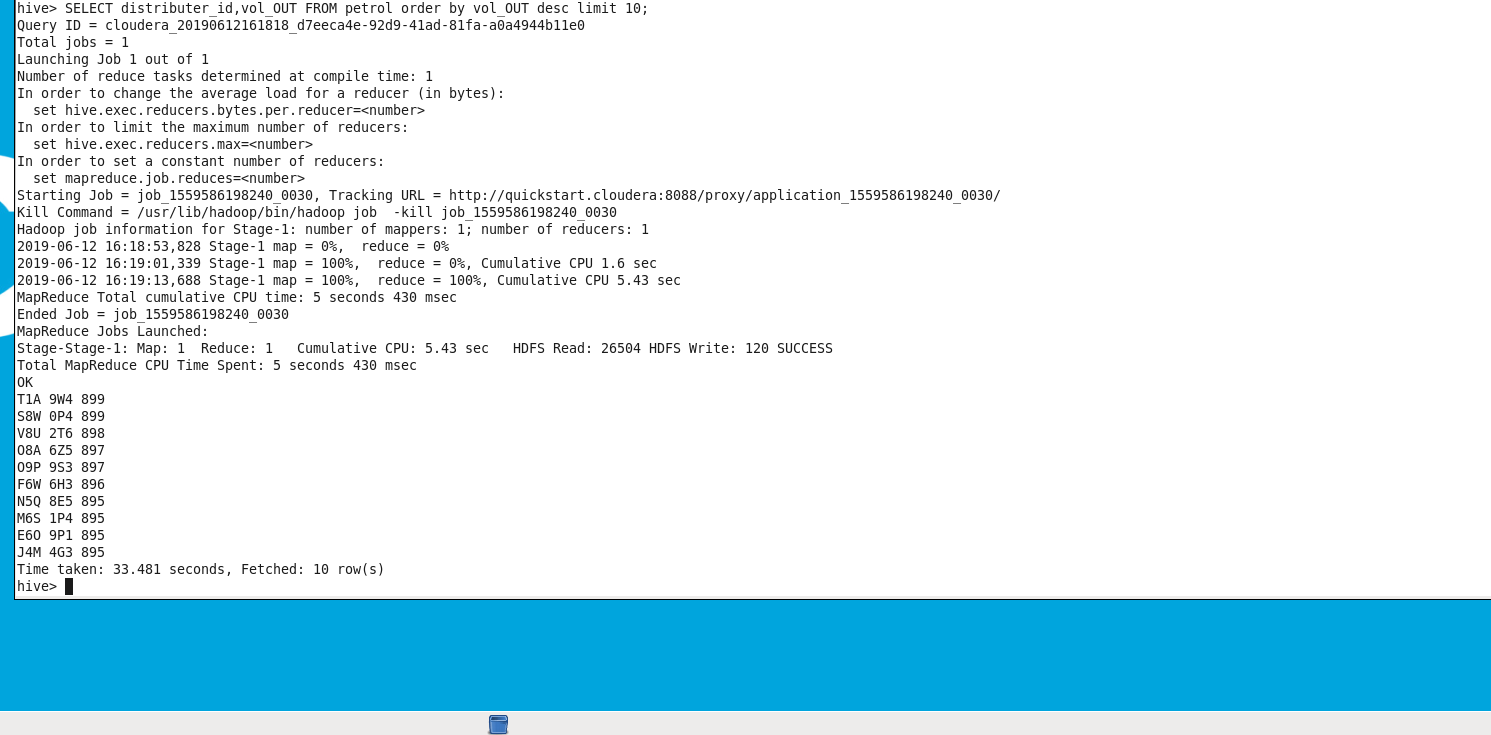 hive> SELECT distributer_id,vol_OUT FROM petrol order by vol_OUT desc limit 10;
Query ID = cloudera_20190612161818_d7eeca4e-92d9-41ad-81fa-a0a4944b11e0
Total jobs = 1
Launching Job 1 out of 1
Number of reduce tasks determined at compile time: 1
In order to change the average load for a reducer (in bytes):
  set hive.exec.reducers.bytes.per.reducer=<number>
In order to limit the maximum number of reducers:
  set hive.exec.reducers.max=<number>
In order to set a constant number of reducers:
  set mapreduce.job.reduces=<number>
Starting Job = job_1559586198240_0030, Tracking URL = http://quickstart.cloudera:8088/proxy/application_1559586198240_0030/
Kill Command = /usr/lib/hadoop/bin/hadoop job  -kill job_1559586198240_0030
Hadoop job information for Stage-1: number of mappers: 1; number of reducers: 1
2019-06-12 16:18:53,828 Stage-1 map = 0%,  reduce = 0%
2019-06-12 16:19:01,339 Stage-1 map = 100%,  reduce = 0%, Cumulative CPU 1.6 sec
2019-06-12 16:19:13,688 Stage-1 map = 100%,  reduce = 100%, Cumulative CPU 5.43 sec
MapReduce Total cumulative CPU time: 5 seconds 430 msec
Ended Job = job_1559586198240_0030
MapReduce Jobs Launched:
Stage-Stage-1: Map: 1  Reduce: 1   Cumulative CPU: 5.43 sec   HDFS Read: 26504 HDFS Write: 120 SUCCESS
Total MapReduce CPU Time Spent: 5 seconds 430 msec
OK
T1A 9W4 899
S8W 0P4 899
V8U 2T6 898
O8A 6Z5 897
O9P 9S3 897
F6W 6H3 896
N5Q 8E5 895
M6S 1P4 895
E6O 9P1 895
J4M 4G3 895
Time taken: 33.481 seconds, Fetched: 10 row(s)
hive>